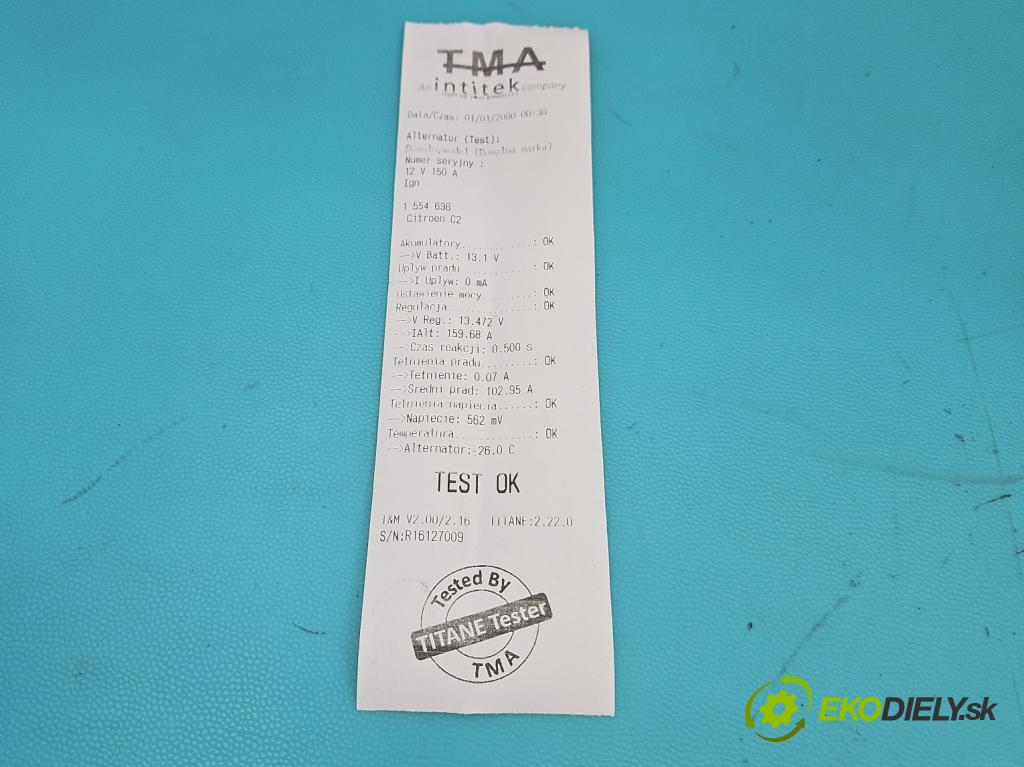 TMA
An intitek company
Data/Czas: 01/01/2000 00:30
Alternator (Test):
(Domolna marka)
Numer seryjny :
12 V 150 A
Ign
1 554 636
Citroen C2
Akumulatory............: OK
-->V Batt.: 13.1 V
Uplyw pradu............: OK
-->I Uplyw: 0 mA
Ustawienie mocy........: OK
Regulacja..............: OK
-->V Reg.: 13.472 V
-->IAlt: 159.68 A
-->Czas reakcji: 0.500 s
Tetnienia pradu........: OK
-->Tetnienie: 0.07 A
-->Sredni prad: 102.95 A
Tetnienia napiecia.....: OK
-->Napiecie: 562 mV
Temperatura............: OK
-->Alternator: 26.0 C
TEST OK
I&M V2.00/2.16 TITANE:2.22.0
S/N:R16127009
Tested By
TITANE Tester
TMA
EKODIELY.sk